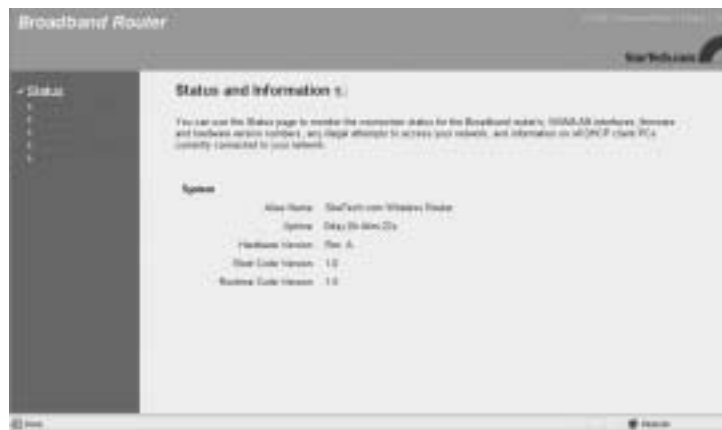 Broadband Router
StarTech.com
Status
Status and Information
You can use the Status page to monitor the connection status for the Broadband router's, WAN/LAN interfaces, firmware
and hardware version numbers, any illegal attempts to access your network, and information on all DHCP client PCs
currently connected to your network.
System
Alias Name StarTech.com Wireless Router
Uptime
Hardware Version Rev. A
Boot Code Version 1.0
Runtime Code Version 1.0